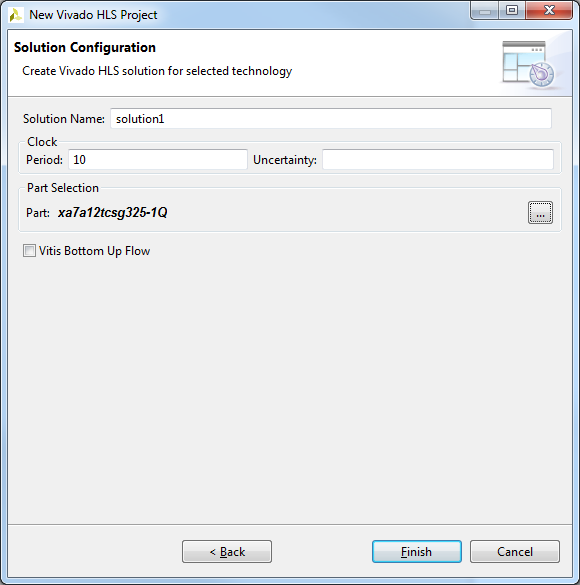 New Vivado HLS Project
Solution Configuration
Create Vivado HLS solution for selected technology
Solution Name: solution1
Clock
Period: 10 Uncertainty:
Part Selection
Part: xa7a12tcsg325-1Q ...
Vitis Bottom Up Flow
< Back Finish Cancel